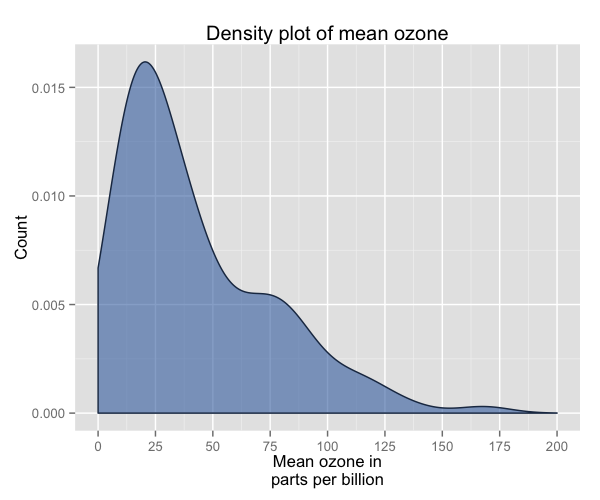 Density plot of mean ozone
0.015
0.010
0.005
0.000
Count
0 25 50 75 100 125 150 175 200
Mean ozone in
parts per billion